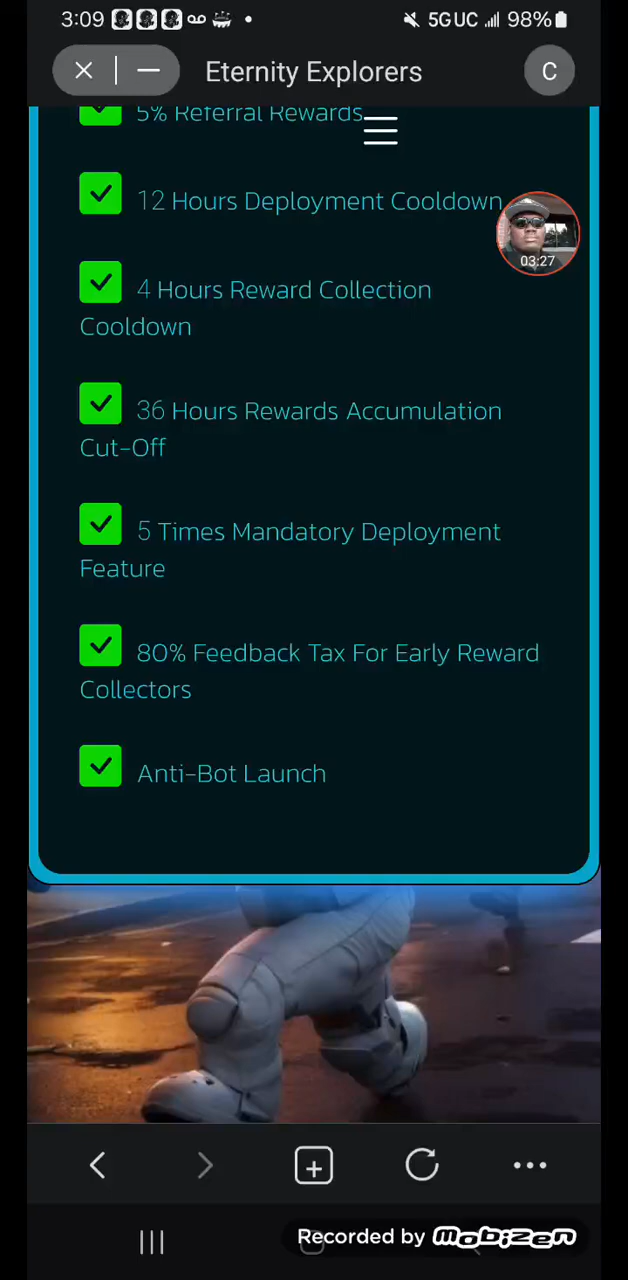 3:09
5G UC 98%
Eternity Explorers
C
5% Referral Rewards
12 Hours Deployment Cooldown
03:27
4 Hours Reward Collection
Cooldown
36 Hours Rewards Accumulation
Cut-Off
5 Times Mandatory Deployment
Feature
80% Feedback Tax For Early Reward
Collectors
Anti-Bot Launch
Recorded by mobizen